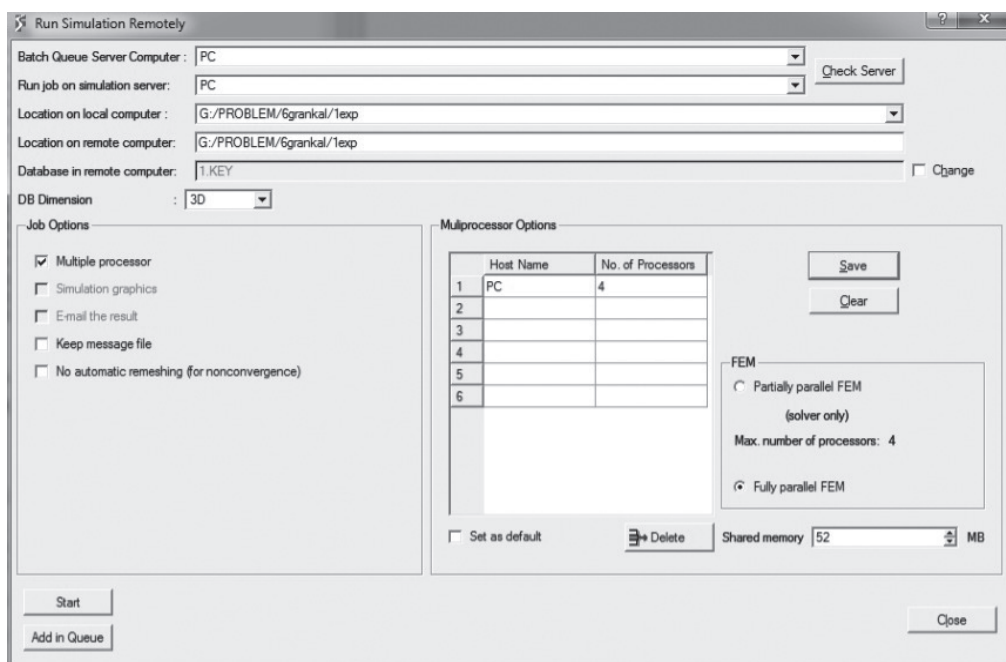 Run Simulation Remotely
Batch Queue Server Computer : PC
Check Server
Run job on simulation server: PC
Location on local computer : G:/PROBLEM/6grankal/1exp
Location on remote computer: G:/PROBLEM/6grankal/1exp
Database in remote computer: 1.KEY
Change
DB Dimension : 3D
Job Options
Multiple processor
Simulation graphics
E-mail the result
Keep message file
No automatic remeshing (for nonconvergence)
Muliprocessor Options
Host Name No. of Processors
1 PC 4
2
3
4
5
6
Save
Clear
FEM
Partially parallel FEM
(solver only)
Max. number of processors: 4
Fully parallel FEM
Set as default
Delete
Shared memory 52 MB
Start
Add in Queue
Close